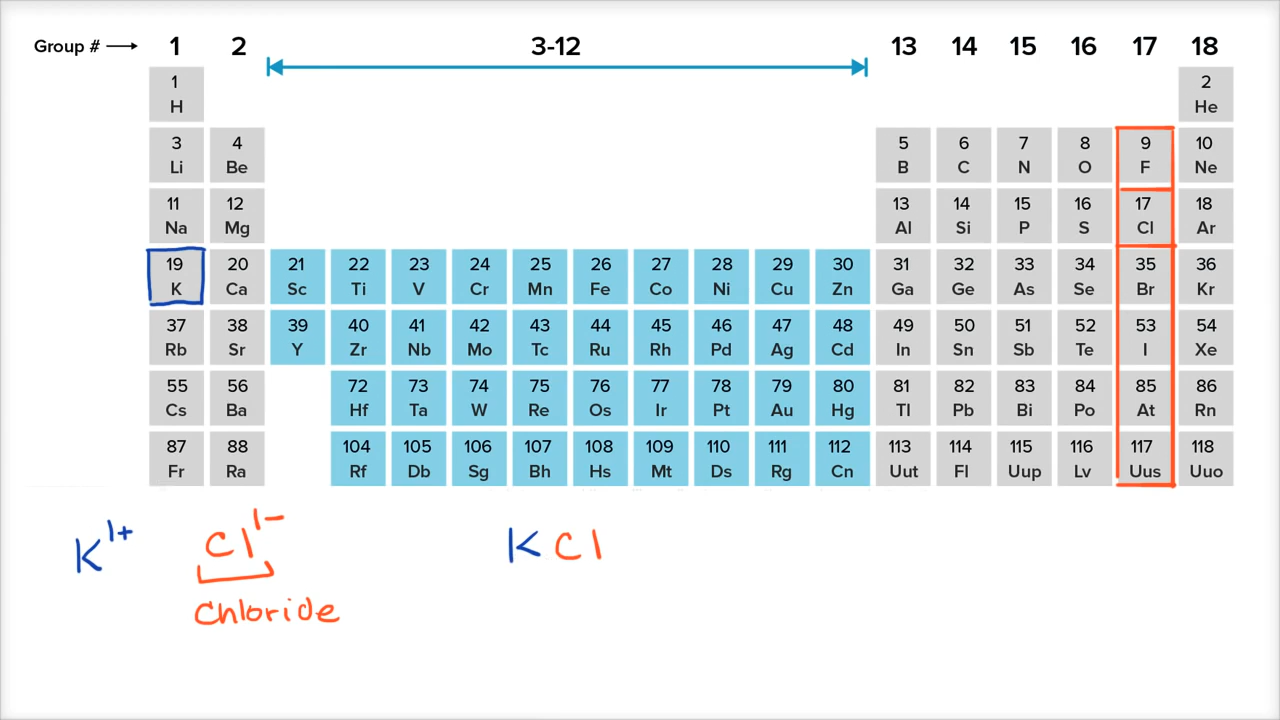 Group # → 1 2 3-12 13 14 15 16 17 18
1 2
H He
3 4 5 6 7 8 9 10
Li Be B C N O F Ne
11 12 13 14 15 16 17 18
Na Mg Al Si P S Cl Ar
19 20 21 22 23 24 25 26 27 28 29 30 31 32 33 34 35 36
K Ca Sc Ti V Cr Mn Fe Co Ni Cu Zn Ga Ge As Se Br Kr
37 38 39 40 41 42 43 44 45 46 47 48 49 50 51 52 53 54
Rb Sr Y Zr Nb Mo Tc Ru Rh Pd Ag Cd In Sn Sb Te I Xe
55 56 72 73 74 75 76 77 78 79 80 81 82 83 84 85 86
Cs Ba Hf Ta W Re Os Ir Pt Au Hg Tl Pb Bi Po At Rn
87 88 104 105 106 107 108 109 110 111 112 113 114 115 116 117 118
Fr Ra Rf Db Sg Bh Hs Mt Ds Rg Cn Uut Fl Uup Lv Uus Uuo
K¹⁺ Cl¹⁻ KCl
Chloride